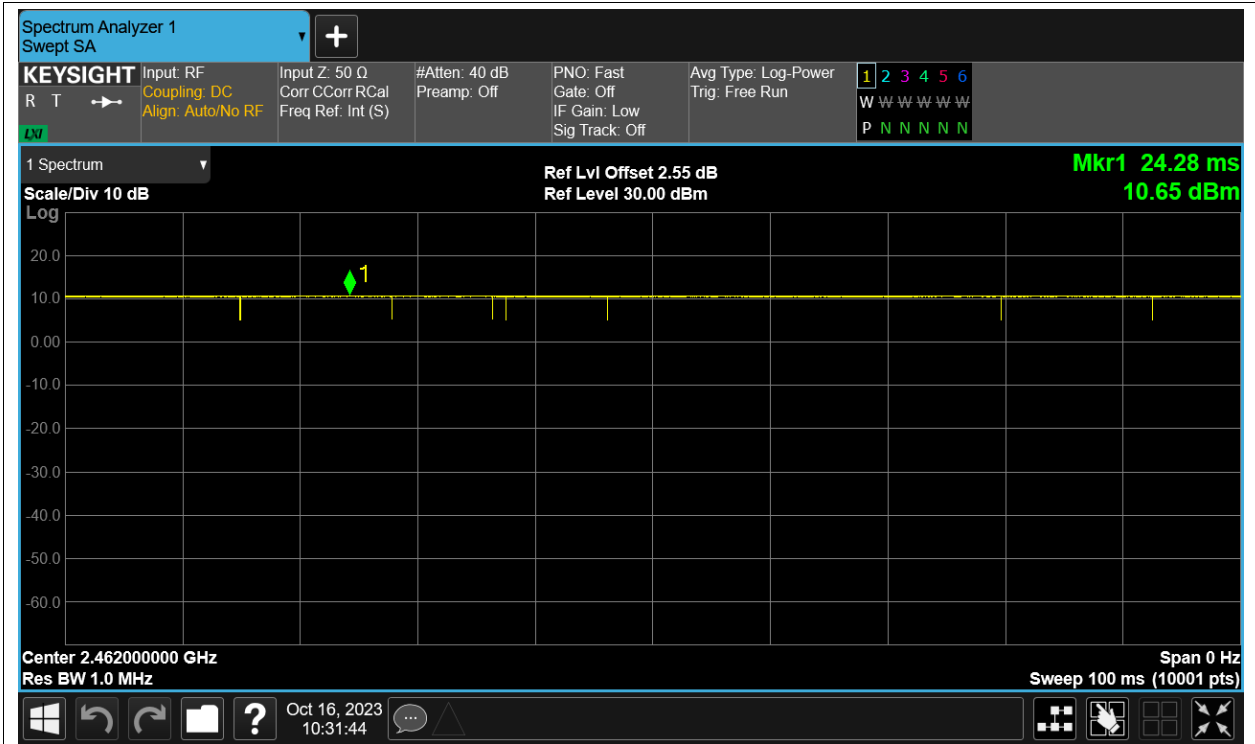 Spectrum Analyzer 1
Swept SA
+
KEYSIGHT
R T
LXI
Input: RF
Coupling: DC
Align: Auto/No RF
Input Z: 50 Ω
Corr CCorr RCal
Freq Ref: Int (S)
#Atten: 40 dB
Preamp: Off
PNO: Fast
Gate: Off
IF Gain: Low
Sig Track: Off
Avg Type: Log-Power
Trig: Free Run
1 2 3 4 5 6
W W W W W W
P N N N N N
1 Spectrum
Scale/Div 10 dB
Log
Ref Lvl Offset 2.55 dB
Ref Level 30.00 dBm
Mkr1 24.28 ms
10.65 dBm
20.0
1
10.0
0.00
-10.0
-20.0
-30.0
-40.0
-50.0
-60.0
Center 2.462000000 GHz
Res BW 1.0 MHz
Span 0 Hz
Sweep 100 ms (10001 pts)
?
Oct 16, 2023
10:31:44